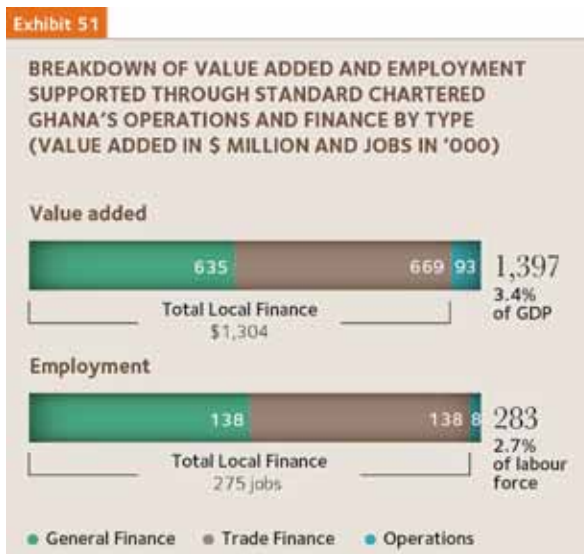 Exhibit 51
BREAKDOWN OF VALUE ADDED AND EMPLOYMENT
SUPPORTED THROUGH STANDARD CHARTERED
GHANA'S OPERATIONS AND FINANCE BY TYPE
(VALUE ADDED IN $ MILLION AND JOBS IN '000)
Value added
635 669 93 1,397
3.4%
of GDP
Total Local Finance
$1,304
Employment
138 138 8 283
2.7%
of labour
force
Total Local Finance
275 jobs
General Finance Trade Finance Operations